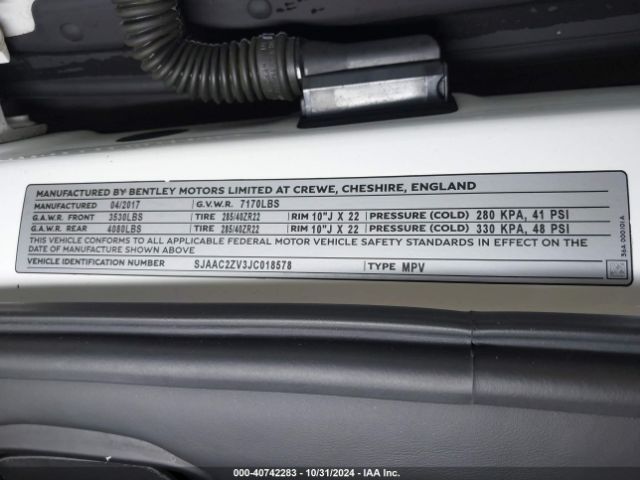 MANUFACTURED BY BENTLEY MOTORS LIMITED AT CREWE, CHESHIRE, ENGLAND
MANUFACTURED 04/2017 G.V.W.R. 7170LBS
G.A.W.R. FRONT 3530LBS TIRE 285/40ZR22 RIM 10"J X 22 PRESSURE (COLD) 280 KPA, 41 PSI
G.A.W.R. REAR 4080LBS TIRE 285/40ZR22 RIM 10"J X 22 PRESSURE (COLD) 330 KPA, 48 PSI
THIS VEHICLE CONFORMS TO ALL APPLICABLE FEDERAL MOTOR VEHICLE SAFETY STANDARDS IN EFFECT ON THE DATE OF MANUFACTURE SHOWN ABOVE.
VEHICLE IDENTIFICATION NUMBER SJAAC2ZV3JC018578 TYPE MPV
36A 000101A
000-40742283 - 10/31/2024 - IAA Inc.